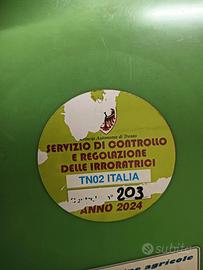 Provincia Autonoma di Trento
SERVIZIO DI CONTROLLO
E REGOLAZIONE
DELLE IRRORATRICI
TN02 ITALIA
203
ANNO 2024
agricole
subito